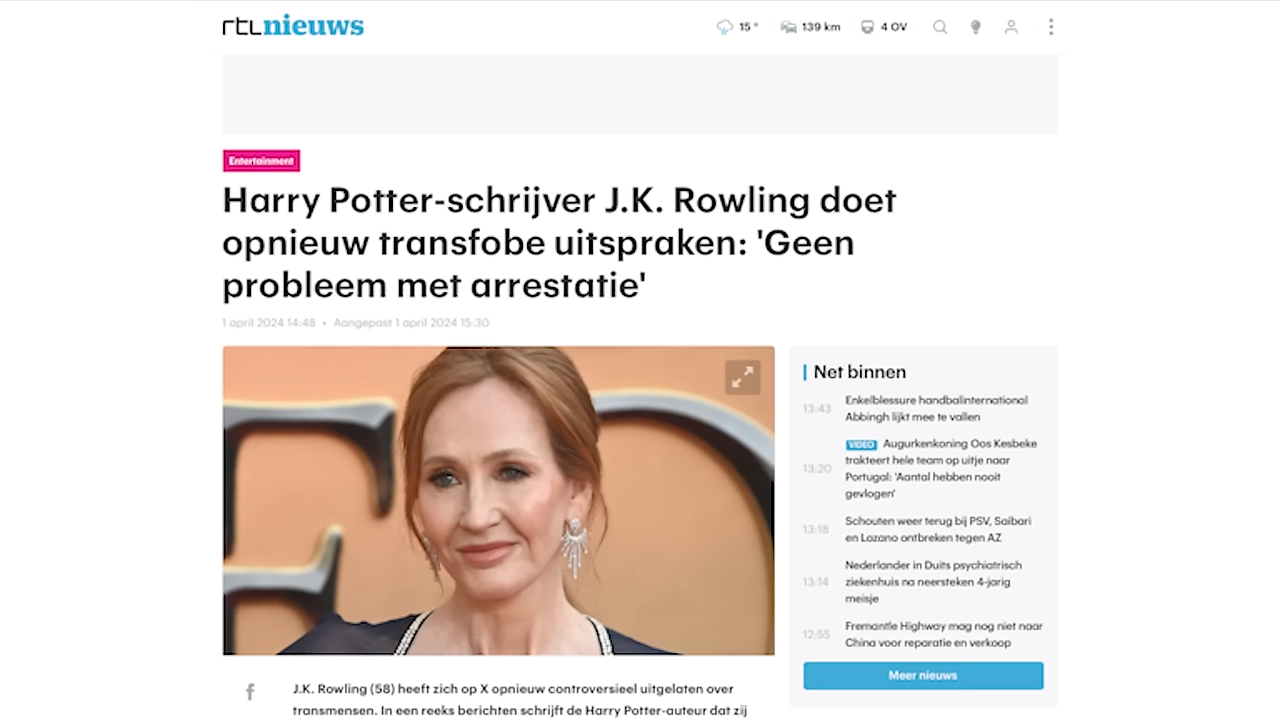 rtlnieuws
15 °
139 km
4 OV
Entertainment
Harry Potter-schrijver J.K. Rowling doet
opnieuw transfobe uitspraken: 'Geen
probleem met arrestatie'
1 april 2024 14:48 • Aangepast 1 april 2024 15:30
Net binnen
13:43
Enkelblessure handbalinternational
Abbingh lijkt mee te vallen
13:20
VIDEO Augurkenkoning Oos Kesbeke
trakteert hele team op uitje naar
Portugal: 'Aantal hebben nooit
gevlogen'
13:18
Schouten weer terug bij PSV, Saibari
en Lozano ontbreken tegen AZ
13:14
Nederlander in Duits psychiatrisch
ziekenhuis na neersteken 4-jarig
meisje
12:55
Fremantle Highway mag nog niet naar
China voor reparatie en verkoop
Meer nieuws
J.K. Rowling (58) heeft zich op X opnieuw controversieel uitgelaten over
transmensen. In een reeks berichten schrijft de Harry Potter-auteur dat zij